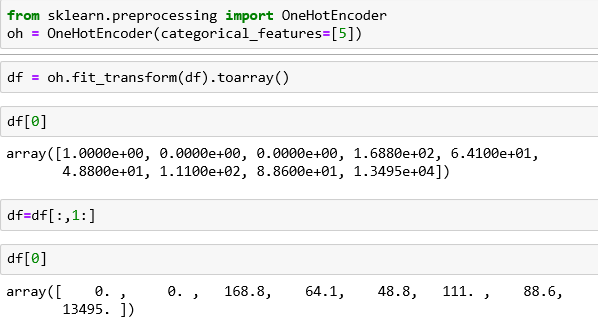 from sklearn.preprocessing import OneHotEncoder
oh = OneHotEncoder(categorical_features=[5])
df = oh.fit_transform(df).toarray()
df[0]
array([1.0000e+00, 0.0000e+00, 0.0000e+00, 1.6880e+02, 6.4100e+01,
       4.8800e+01, 1.1100e+02, 8.8600e+01, 1.3495e+04])
df=df[:,1:]
df[0]
array([    0. ,     0. ,   168.8,    64.1,    48.8,   111. ,    88.6,
       13495. ])